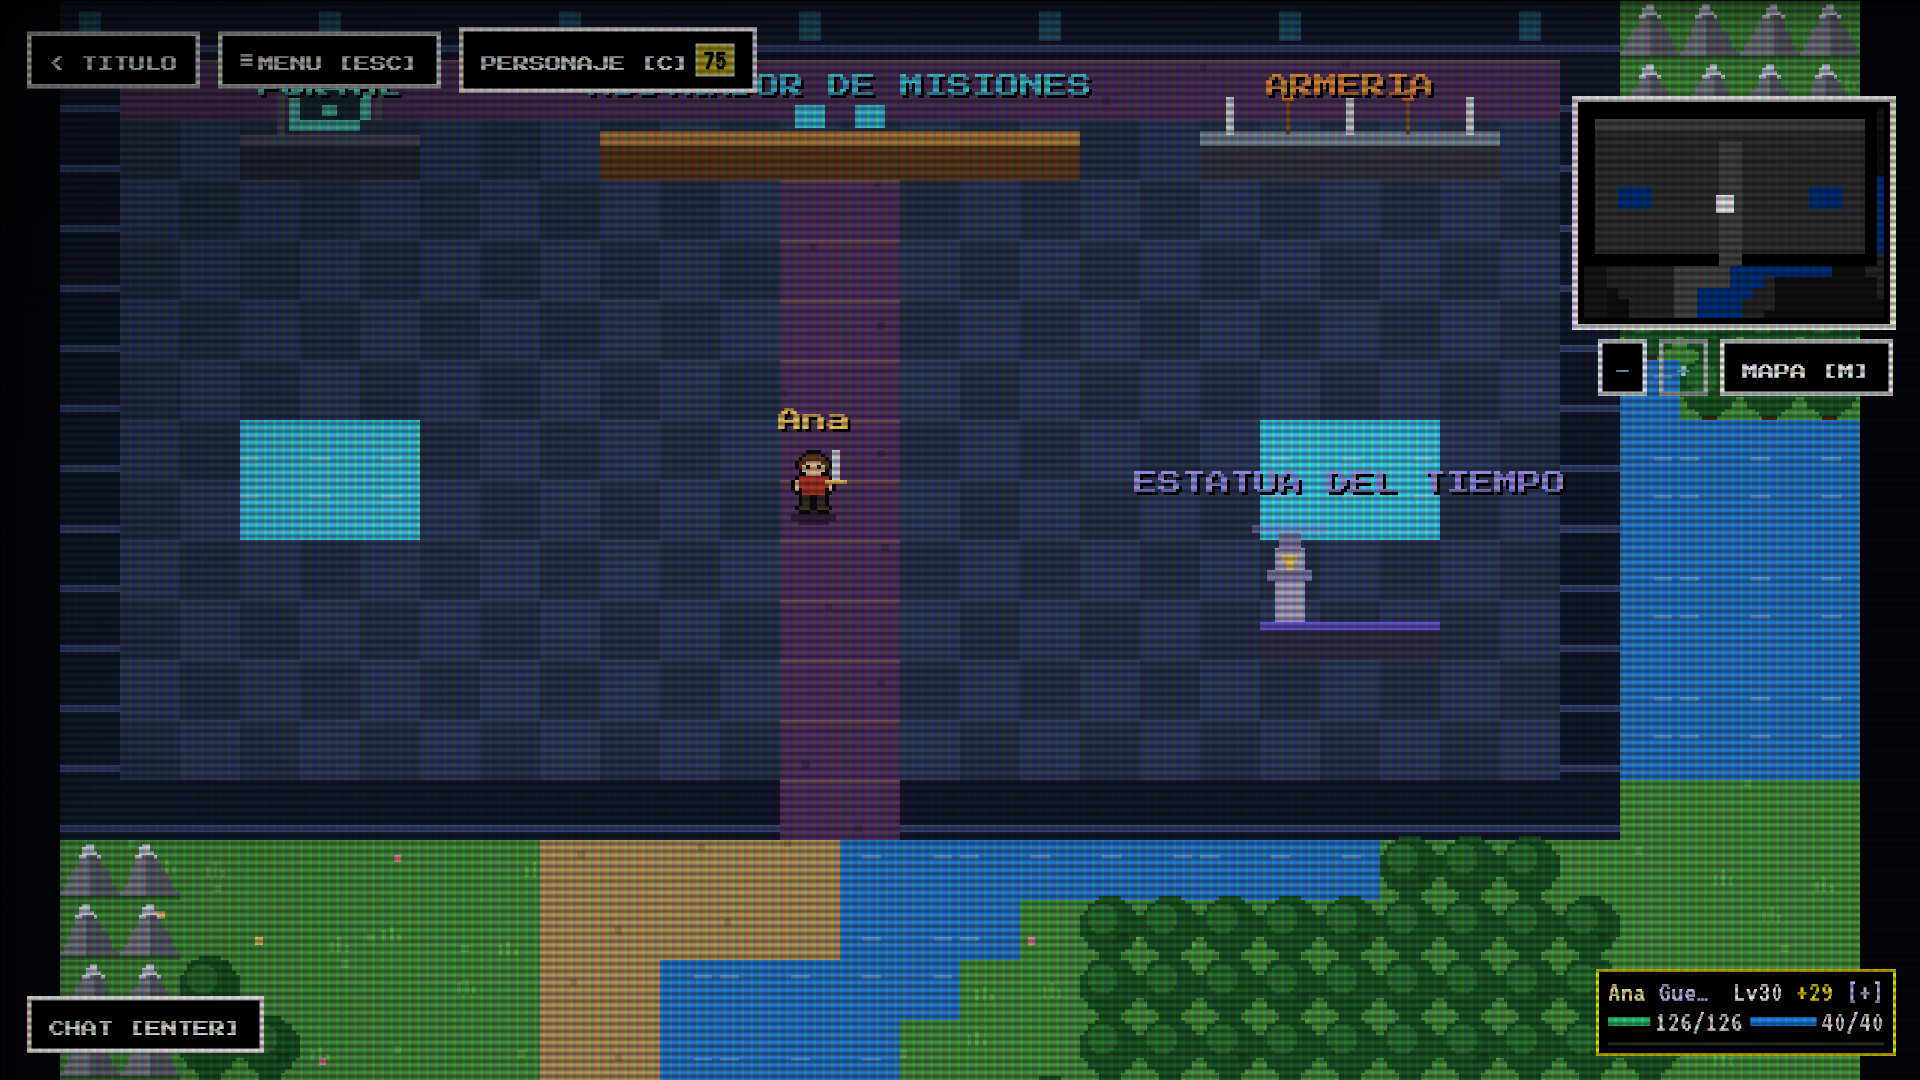 < TITULO
≡MENU [ESC]
PERSONAJE [C] 75
DOR DE MISIONES
ARMERIA
- + MAPA [M]
Ana
ESTATUA DEL TIEMPO
Ana Gue… Lv30 +29 [+]
126/126 40/40
CHAT [ENTER]